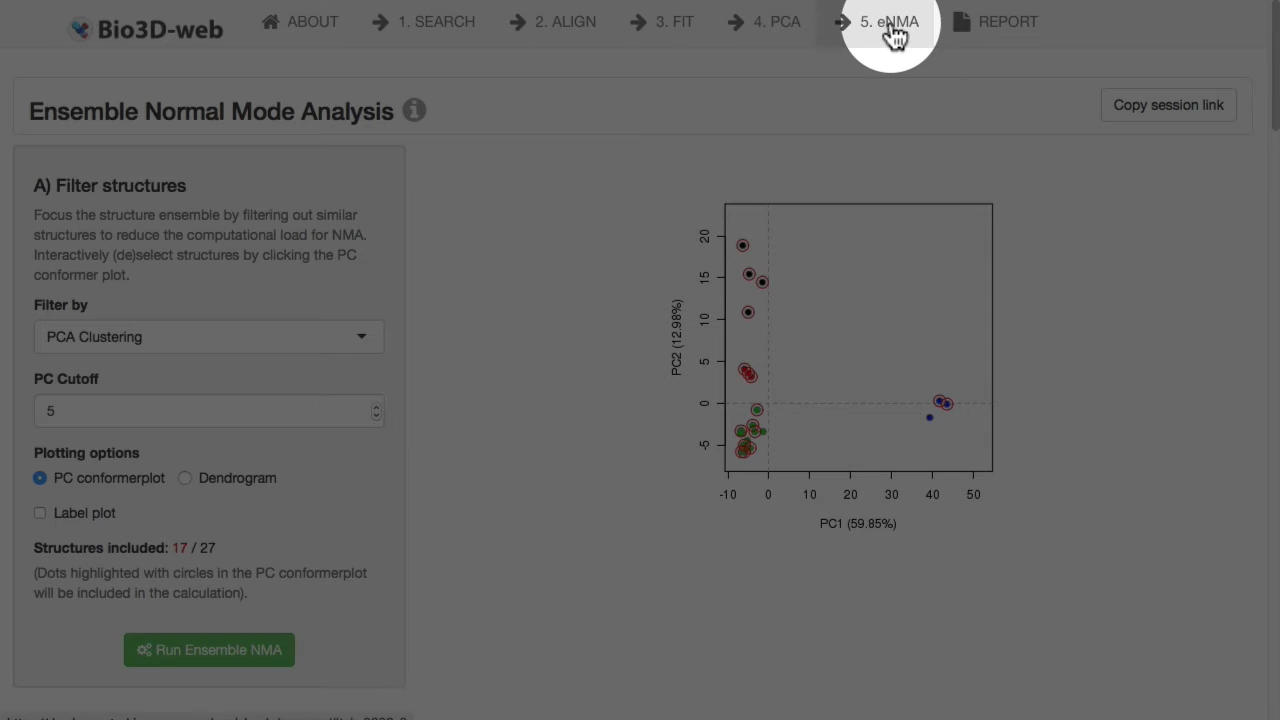 Bio3D-web
ABOUT
1. SEARCH
2. ALIGN
3. FIT
4. PCA
5. eNMA
REPORT
Ensemble Normal Mode Analysis
Copy session link
A) Filter structures
Focus the structure ensemble by filtering out similar
structures to reduce the computational load for NMA.
Interactively (de)select structures by clicking the PC
conformer plot.
Filter by
PCA Clustering
PC Cutoff
5
Plotting options
PC conformerplot
Dendrogram
Label plot
Structures included: 17 / 27
(Dots highlighted with circles in the PC conformerplot
will be included in the calculation).
Run Ensemble NMA
PC2 (12.98%)
20
15
10
5
0
-5
-10 0 10 20 30 40 50
PC1 (59.85%)